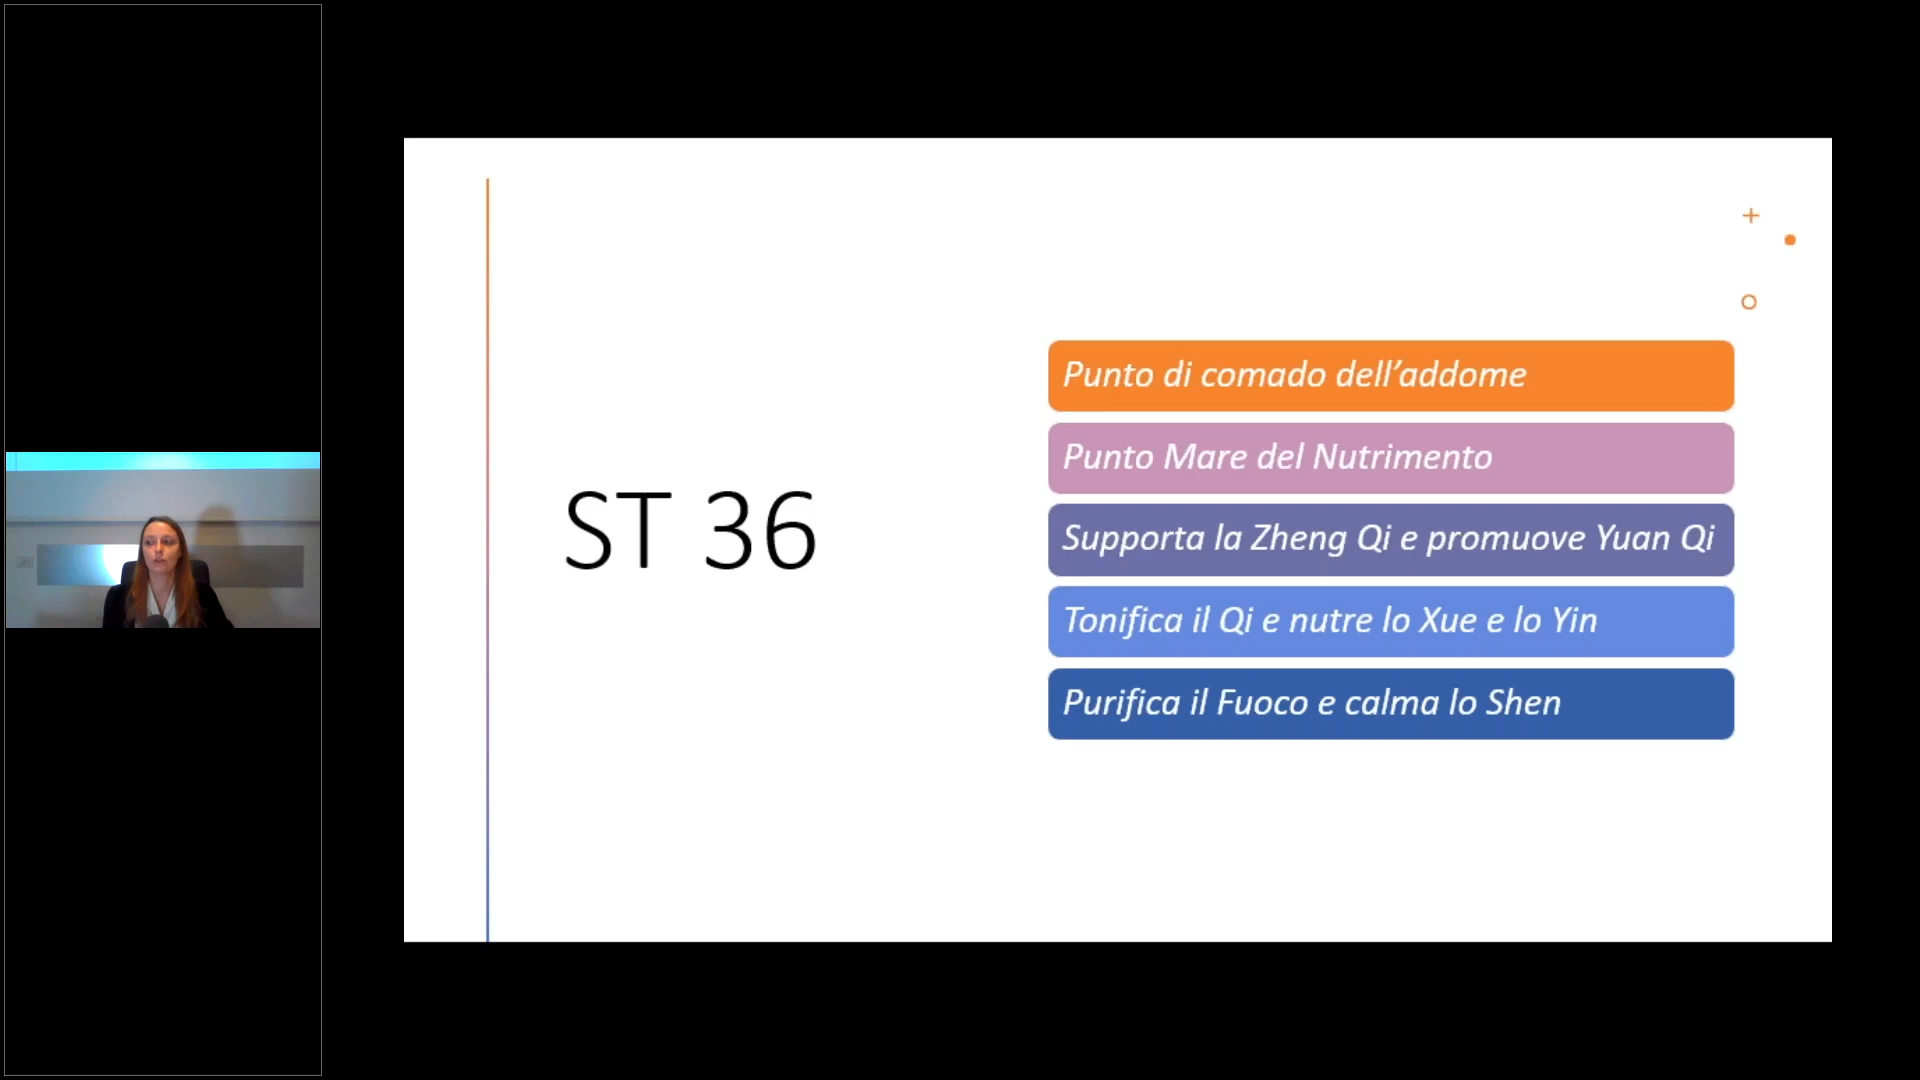 ST 36
Punto di comado dell’addome
Punto Mare del Nutrimento
Supporta la Zheng Qi e promuove Yuan Qi
Tonifica il Qi e nutre lo Xue e lo Yin
Purifica il Fuoco e calma lo Shen